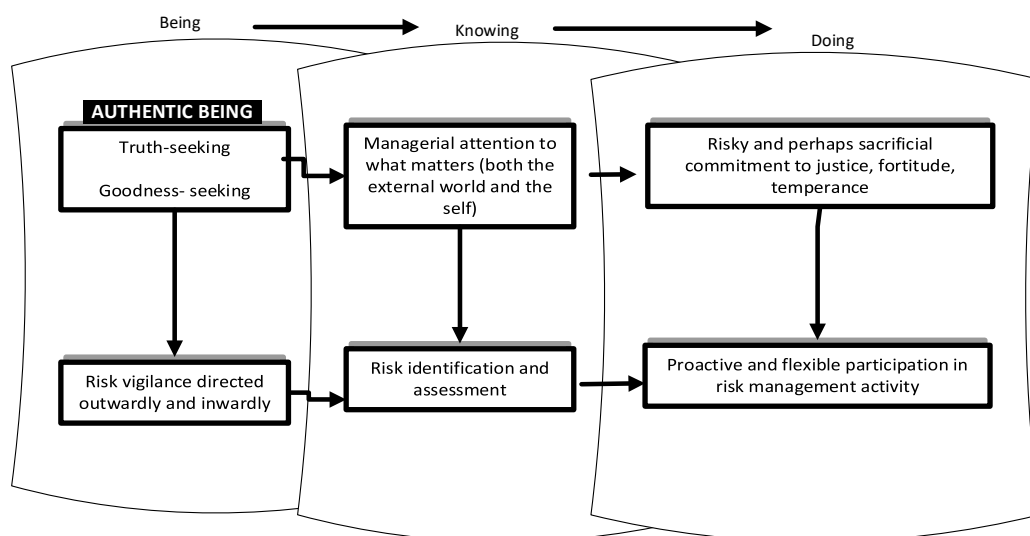 Being
Knowing
Doing
AUTHENTIC BEING
Truth-seeking
Goodness- seeking
Managerial attention to
what matters (both the
external world and the
self)
Risky and perhaps sacrificial
commitment to justice, fortitude,
temperance
Risk vigilance directed
outwardly and inwardly
Risk identification and
assessment
Proactive and flexible participation in
risk management activity